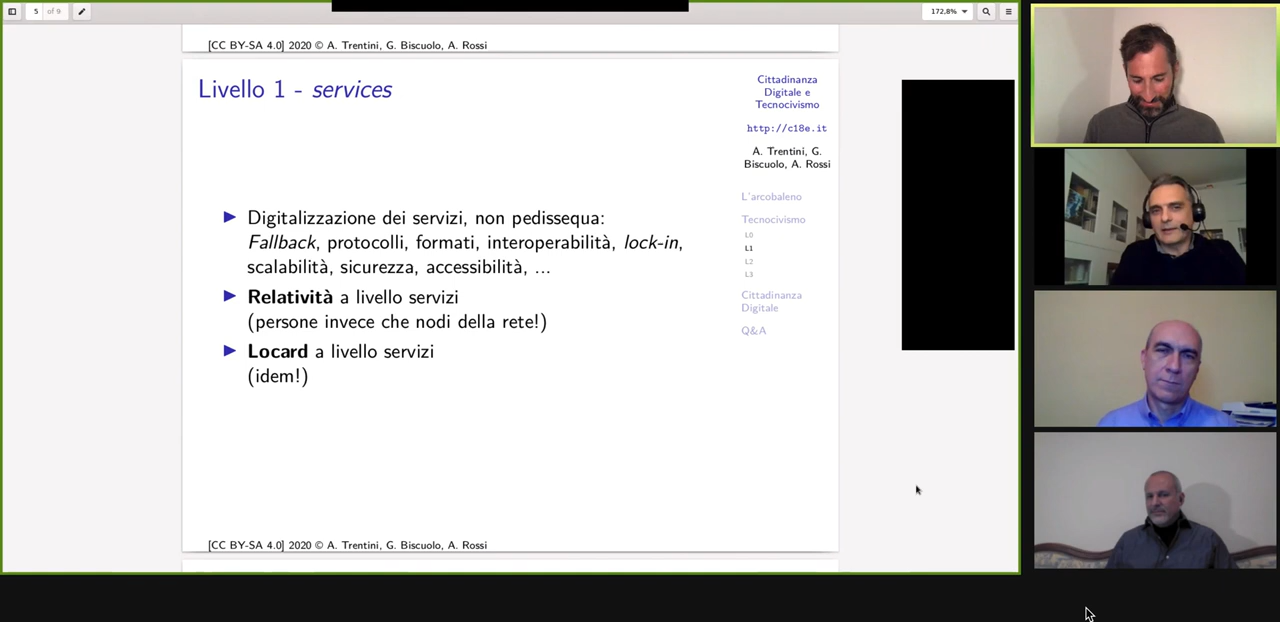 5 of 9
172,8%
[CC BY-SA 4.0] 2020 © A. Trentini, G. Biscuolo, A. Rossi
Livello 1 - services
▶ Digitalizzazione dei servizi, non pedissequa:
Fallback, protocolli, formati, interoperabilità, lock-in,
scalabilità, sicurezza, accessibilità, ...
▶ Relatività a livello servizi
(persone invece che nodi della rete!)
▶ Locard a livello servizi
(idem!)
Cittadinanza
Digitale e
Tecnocivismo
http://c18e.it
A. Trentini, G.
Biscuolo, A. Rossi
L'arcobaleno
Tecnocivismo
L0
L1
L2
L3
Cittadinanza
Digitale
Q&A
[CC BY-SA 4.0] 2020 © A. Trentini, G. Biscuolo, A. Rossi